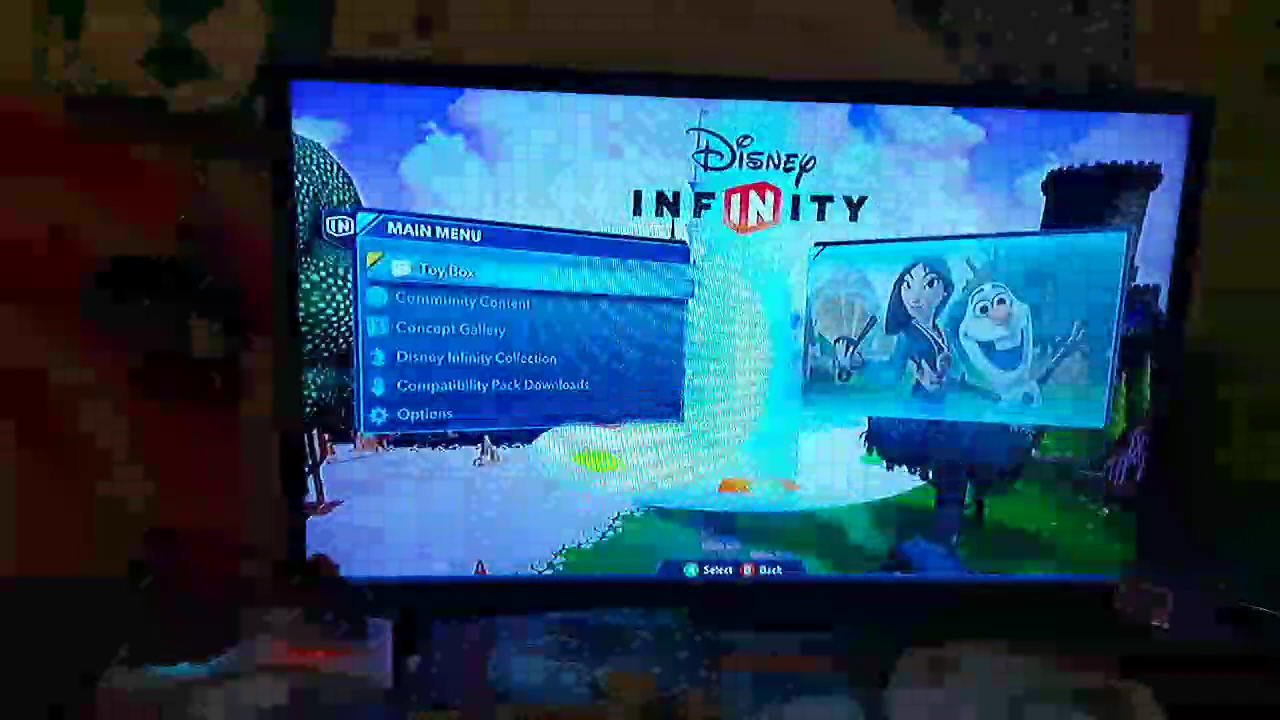 Disney
INFINITY
IN
MAIN MENU
Toy Box
Community Content
Concept Gallery
Disney Infinity Collection
Compatibility Pack Downloads
Options
A Select B Back